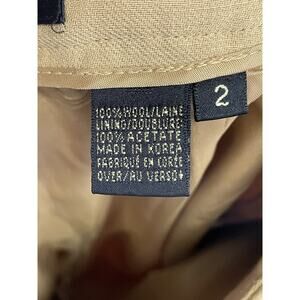 2
100% WOOL/LAINE
LINING/DOUBLURE:
100% ACETATE
MADE IN KOREA
FABRIQUÉ EN CORÉE
OVER/AU VERSO↓